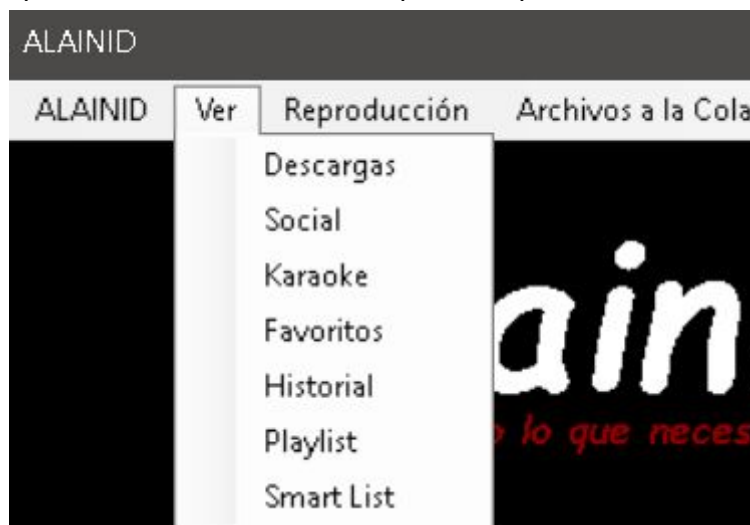 ALAINID
ALAINID Ver Reproducción Archivos a la Cola
Descargas
Social
Karaoke
Favoritos
Historial
Playlist
Smart List
ain
lo que neces